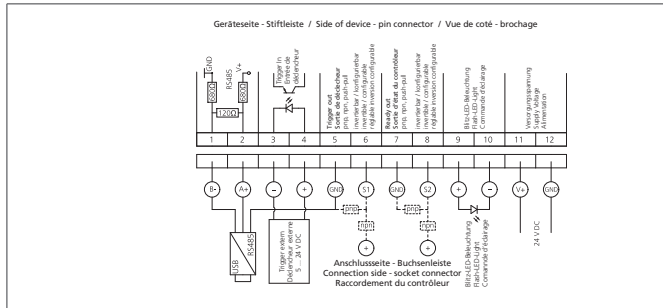 Geräteseite - Stiftleiste / Side of device - pin connector / Vue de coté - brochage
GND
V+
680Ω
RS485
680Ω
120Ω
Trigger In
Entrée de
déclencheur
Trigger out
Sortie de déclecheur
pnp, npn, push-pull
invertierbar / konfigurierbar
invertible / configurable
réglable inversion configurable
Ready out
Sortie d'état du contrôleur
pnp, npn, push-pull
invertierbar / konfigurierbar
invertible / configurable
réglable inversion configurable
Blitz-LED-Beleuchtung
Flash-LED-Light
Commande d'éclairage
Versorgungsspannung
Supply Voltage
Alimentation
1 2 3 4 5 6 7 8 9 10 11 12
B- A+ − + GND S1 GND S2 + − V+ GND
pnp
pnp
npn
npn
+
+
USB
RS485
Trigger extern
Déclencheur externe
5 ... 24 V DC
Blitz-LED-Beleuchtung
Flash-LED-Light
Comannde d'éclairage
24 V DC
Anschlussseite - Buchsenleiste
Connection side - socket connector
Raccordement du contrôleur